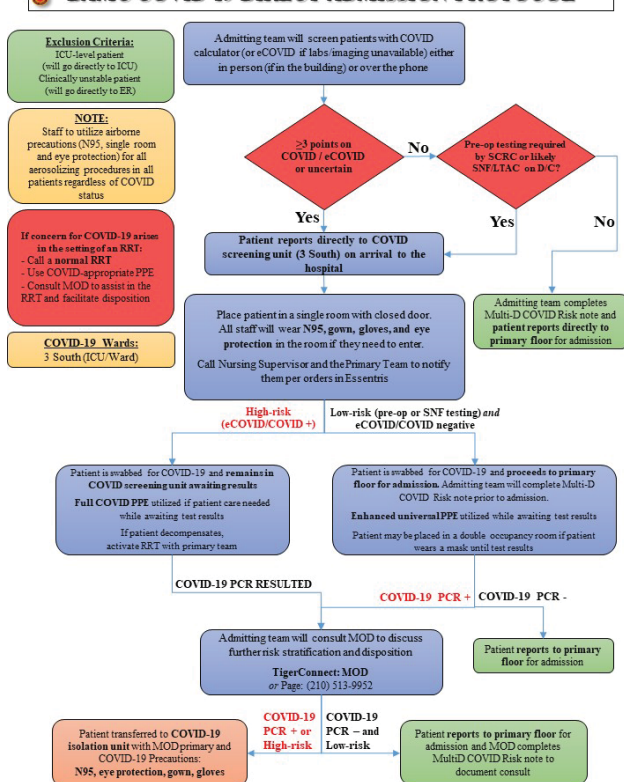 Exclusion Criteria:
ICU-level patient
(will go directly to ICU)
Clinically unstable patient
(will go directly to ER)
NOTE:
Staff to utilize airborne
precautions (N95, single room
and eye protection) for all
aerosolizing procedures in all
patients regardless of COVID
status
If concern for COVID-19 arises
in the setting of an RRT:
- Call a normal RRT
- Use COVID-appropriate PPE
- Consult MOD to assist in the
RRT and facilitate disposition
COVID-19 Wards:
3 South (ICU/Ward)
Admitting team will screen patients with COVID
calculator (or eCOVID if labs/imaging unavailable) either
in person (if in the building) or over the phone
≥3 points on
COVID / eCOVID
or uncertain
No
Pre-op testing required
by SCRC or likely
SNF/LTAC on D/C?
Yes
Yes
No
Patient reports directly to COVID
screening unit (3 South) on arrival to the
hospital
Admitting team completes
Multi-D COVID Risk note and
patient reports directly to
primary floor for admission
Place patient in a single room with closed door.
All staff will wear N95, gown, gloves, and eye
protection in the room if they need to enter.
Call Nursing Supervisor and the Primary Team to notify
them per orders in Essentris
High-risk
(eCOVID/COVID +)
Low-risk (pre-op or SNF testing) and
eCOVID/COVID negative
Patient is swabbed for COVID-19 and remains in
COVID screening unit awaiting results
Full COVID PPE utilized if patient care needed
while awaiting test results
If patient decompensates,
activate RRT with primary team
Patient is swabbed for COVID-19 and proceeds to primary
floor for admission. Admitting team will complete Multi-D
COVID Risk note prior to admission.
Enhanced universal PPE utilized while awaiting test results
Patient may be placed in a double occupancy room if patient
wears a mask until test results
COVID-19 PCR RESULTED
COVID-19 PCR +
COVID-19 PCR -
Admitting team will consult MOD to discuss
further risk stratification and disposition
TigerConnect: MOD
or Page: (210) 513-9952
Patient reports to primary
floor for admission
COVID-19
PCR + or
High-risk
COVID-19
PCR – and
Low-risk
Patient transferred to COVID-19
isolation unit with MOD primary and
COVID-19 Precautions:
N95, eye protection, gown, gloves
Patient reports to primary floor for
admission and MOD completes
MultiD COVID Risk note to
document consult